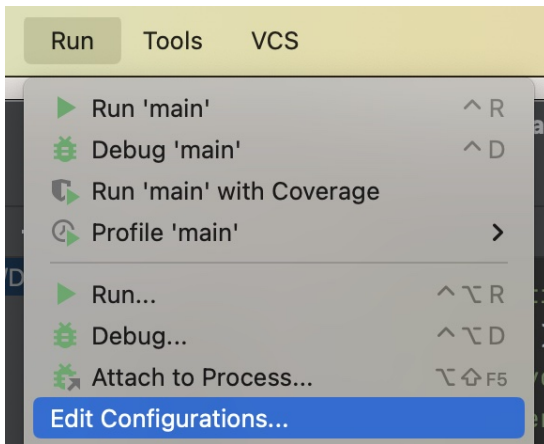 Run Tools VCS
Run 'main' ⌃ R
Debug 'main' ⌃ D
Run 'main' with Coverage
Profile 'main'
Run... ⌃ ⌥ R
Debug... ⌃ ⌥ D
Attach to Process... ⌥ ⇧ F5
Edit Configurations...